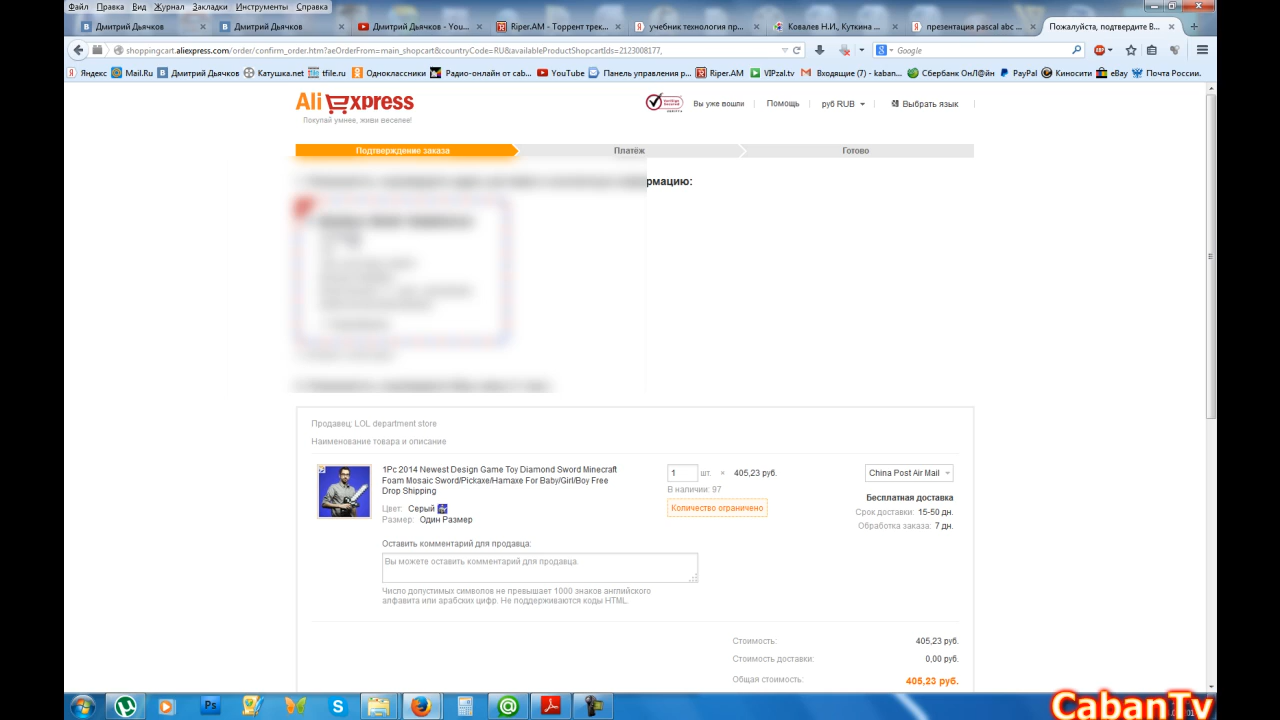 Файл Правка Вид Журнал Закладки Инструменты Справка
Дмитрий Дьячков
Дмитрий Дьячков
Дмитрий Дьячков - You...
Riper.AM - Торрент трек...
учебник технология пр...
Ковалев Н.И., Куткина ...
презентация pascal abc ...
Пожалуйста, подтвердите В...
shoppingcart.aliexpress.com/order/confirm_order.htm?aeOrderFrom=main_shopcart&countryCode=RU&availableProductShopcartIds=2123008177,
Google
Яндекс Mail.Ru Дмитрий Дьячков Катушка.net tfile.ru Одноклассники Радио-онлайн от cab... YouTube Панель управления р... Riper.AM VIPzal.tv Входящие (7) - kaban... Сбербанк ОнЛ@йн PayPal Киносити eBay Почта России.
AliExpress
Покупай умнее, живи веселее!
Вы уже вошли
Помощь
руб RUB
Выбрать язык
Подтверждение заказа
Платёж
Готово
рмацию:
Продавец: LOL department store
Наименование товара и описание
1Pc 2014 Newest Design Game Toy Diamond Sword Minecraft
Foam Mosaic Sword/Pickaxe/Hamaxe For Baby/Girl/Boy Free
Drop Shipping
Цвет: Серый
Размер: Один Размер
1 шт. × 405,23 руб.
В наличии: 97
Количество ограничено
China Post Air Mail
Бесплатная доставка
Срок доставки: 15-50 дн.
Обработка заказа: 7 дн.
Оставить комментарий для продавца:
Вы можете оставить комментарий для продавца.
Число допустимых символов не превышает 1000 знаков английского
алфавита или арабских цифр. Не поддерживаются коды HTML.
Стоимость: 405,23 руб.
Стоимость доставки: 0,00 руб.
Общая стоимость: 405,23 руб.
CabanTv